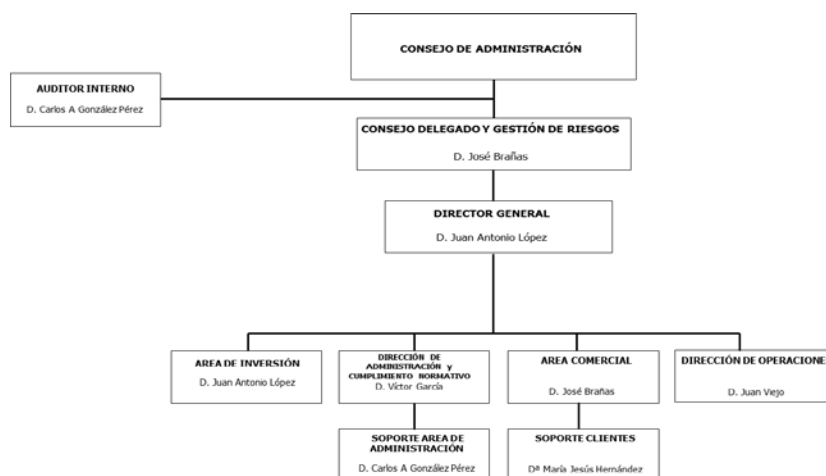 CONSEJO DE ADMINISTRACIÓN
AUDITOR INTERNO
D. Carlos A González Pérez
CONSEJO DELEGADO Y GESTIÓN DE RIESGOS
D. José Brañas
DIRECTOR GENERAL
D. Juan Antonio López
AREA DE INVERSIÓN
D. Juan Antonio López
DIRECCIÓN DE
ADMINISTRACIÓN y
CUMPLIMIENTO NORMATIVO
D. Víctor García
AREA COMERCIAL
D. José Brañas
DIRECCIÓN DE OPERACIONE
D. Juan Viejo
SOPORTE AREA DE
ADMINISTRACIÓN
D. Carlos A González Pérez
SOPORTE CLIENTES
Dª María Jesús Hernández